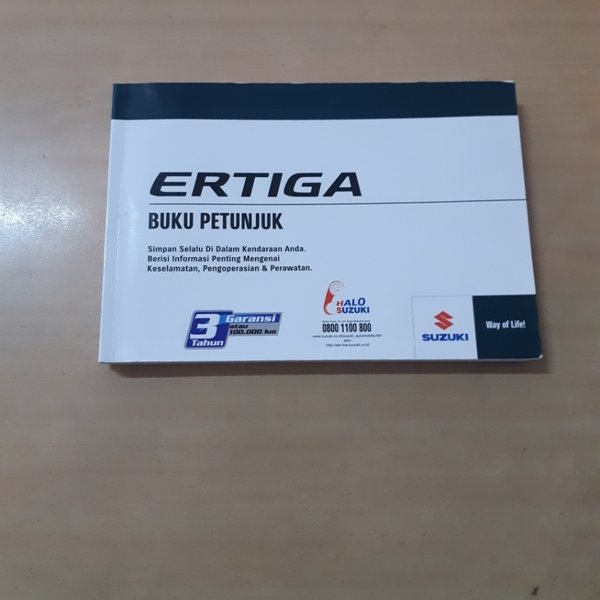 ERTIGA
BUKU PETUNJUK
Simpan Selalu Di Dalam Kendaraan Anda.
Berisi Informasi Penting Mengenai
Keselamatan, Pengoperasian & Perawatan.
3 Garansi
atau
100.000 km
Tahun
HALO
SUZUKI
0800 1100 800
SUZUKI
Way of Life!